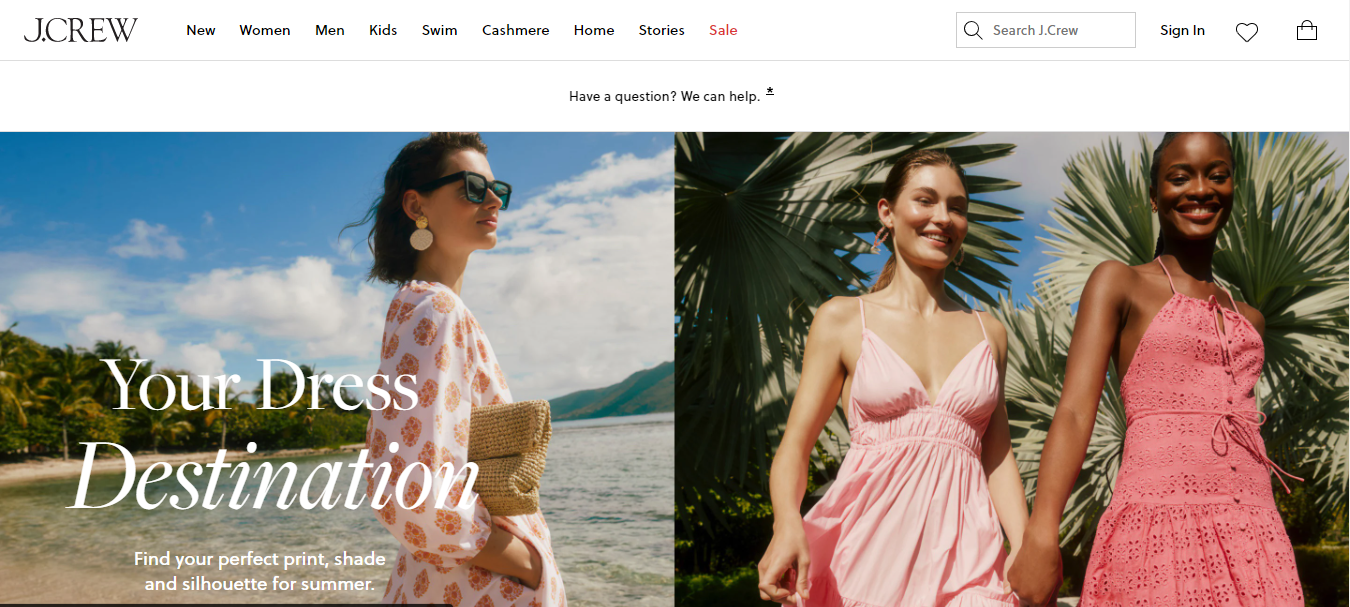 J.CREW
New Women Men Kids Swim Cashmere Home Stories Sale
Search J.Crew
Sign In
Have a question? We can help. *
Your Dress
Destination
Find your perfect print, shade
and silhouette for summer.